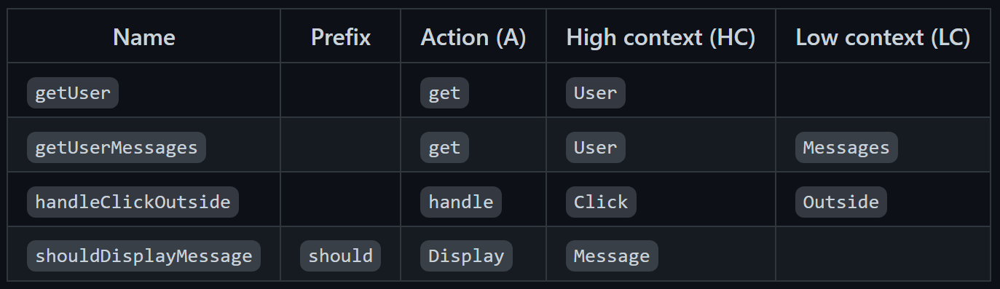 Name Prefix Action (A) High context (HC) Low context (LC)
getUser get User
getUserMessages get User Messages
handleClickOutside handle Click Outside
shouldDisplayMessage should Display Message